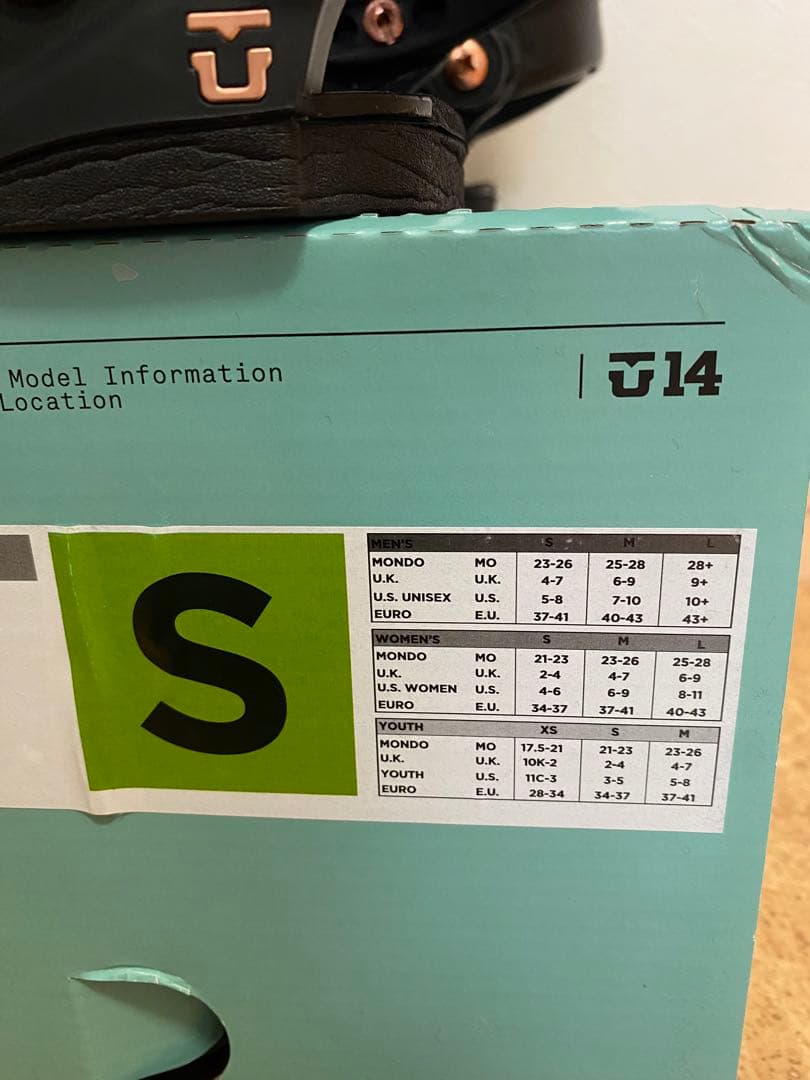 U
Model Information
Location
U14
S
MEN'S S M L
MONDO MO 23-26 25-28 28+
U.K. U.K. 4-7 6-9 9+
U.S. UNISEX U.S. 5-8 7-10 10+
EURO E.U. 37-41 40-43 43+
WOMEN'S S M L
MONDO MO 21-23 23-26 25-28
U.K. U.K. 2-4 4-7 6-9
U.S. WOMEN U.S. 4-6 6-9 8-11
EURO E.U. 34-37 37-41 40-43
YOUTH XS S M
MONDO MO 17.5-21 21-23 23-26
U.K. U.K. 10K-2 2-4 4-7
YOUTH U.S. 11C-3 3-5 5-8
EURO E.U. 28-34 34-37 37-41